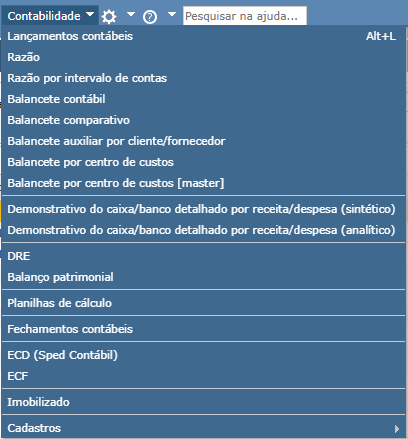 Contabilidade
Pesquisar na ajuda...
Lançamentos contábeis Alt+L
Razão
Razão por intervalo de contas
Balancete contábil
Balancete comparativo
Balancete auxiliar por cliente/fornecedor
Balancete por centro de custos
Balancete por centro de custos [master]
Demonstrativo do caixa/banco detalhado por receita/despesa (sintético)
Demonstrativo do caixa/banco detalhado por receita/despesa (analítico)
DRE
Balanço patrimonial
Planilhas de cálculo
Fechamentos contábeis
ECD (Sped Contábil)
ECF
Imobilizado
Cadastros